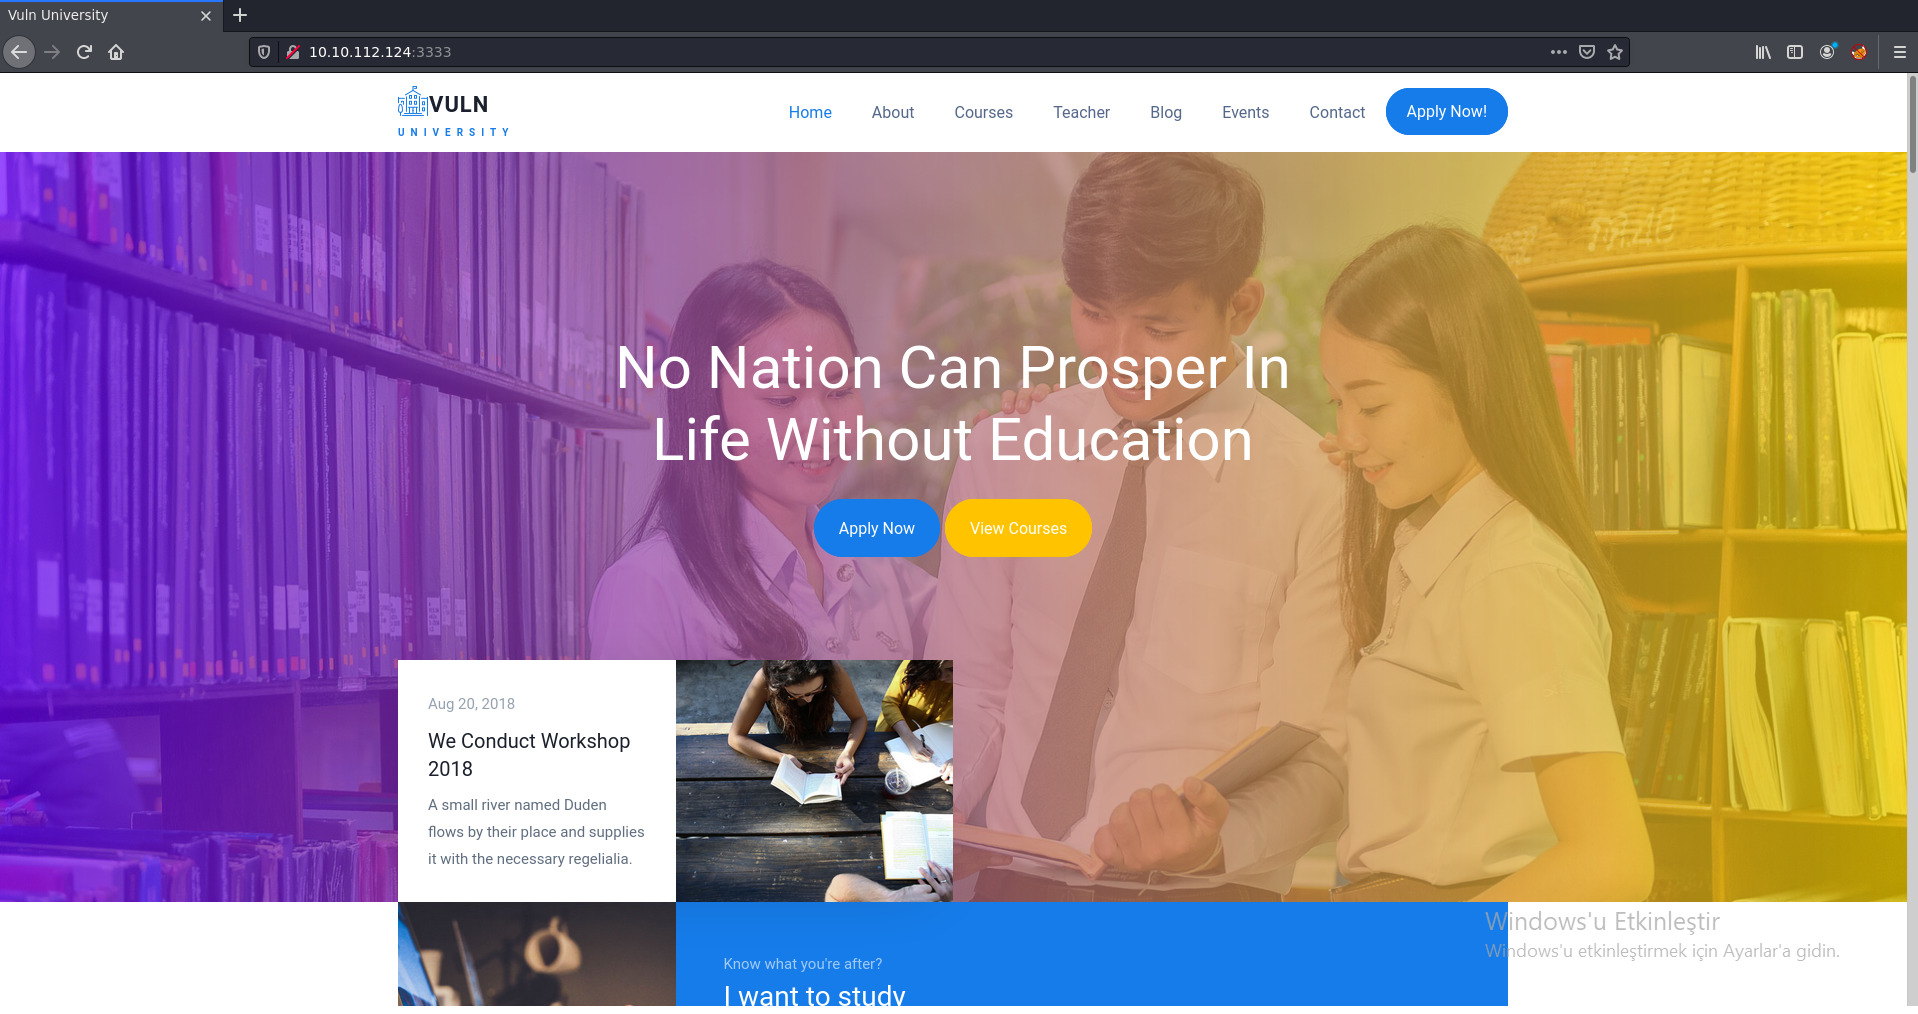 Vuln University
10.10.112.124:3333
VULN
UNIVERSITY
Home About Courses Teacher Blog Events Contact Apply Now!
No Nation Can Prosper In
Life Without Education
Apply Now View Courses
Aug 20, 2018
We Conduct Workshop
2018
A small river named Duden
flows by their place and supplies
it with the necessary regelialia.
Know what you're after?
I want to study
Windows'u Etkinleştir
Windows'u etkinleştirmek için Ayarlar'a gidin.